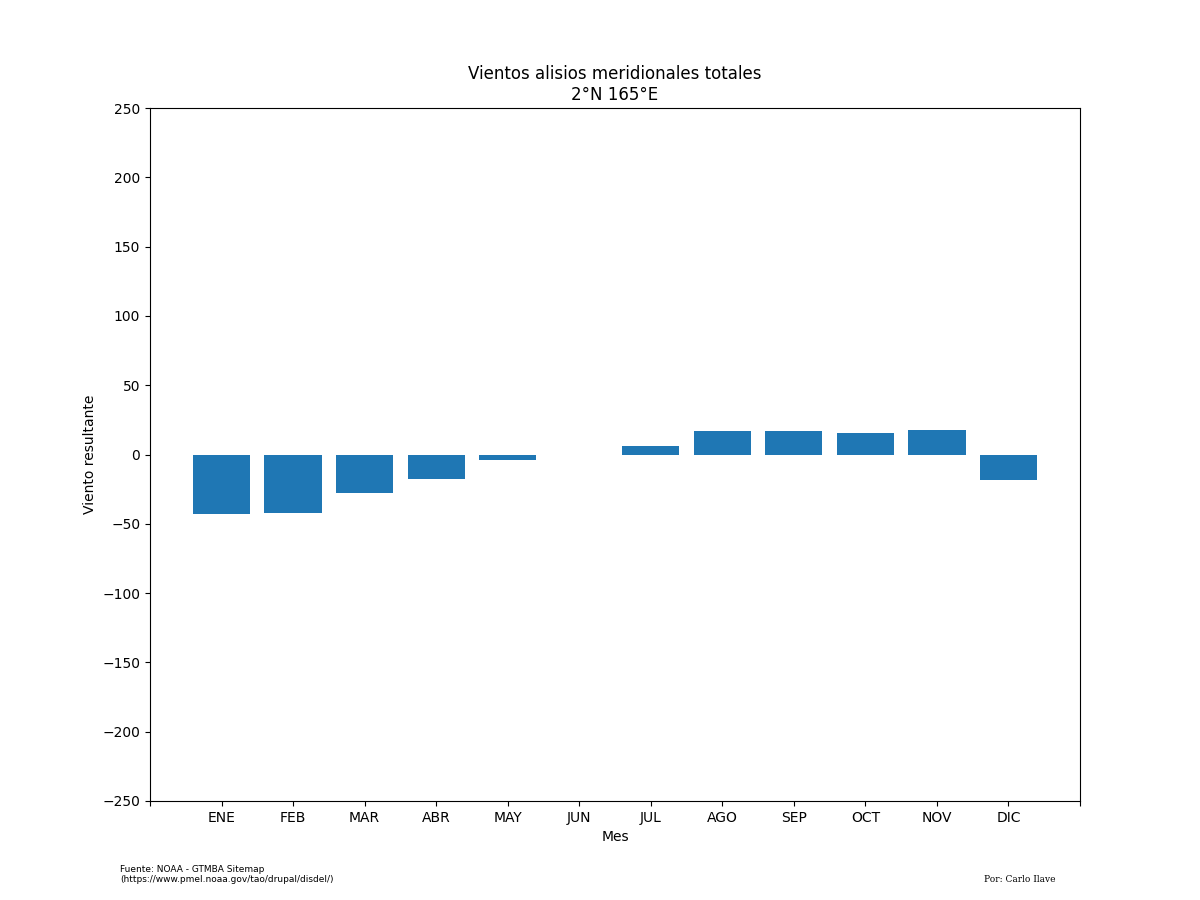 Vientos alisios meridionales totales
2°N 165°E
250
200
150
100
50
0
−50
−100
−150
−200
−250
Viento resultante
ENE FEB MAR ABR MAY JUN JUL AGO SEP OCT NOV DIC
Mes
Fuente: NOAA - GTMBA Sitemap
(https://www.pmel.noaa.gov/tao/drupal/disdel/)
Por: Carlo Ilave